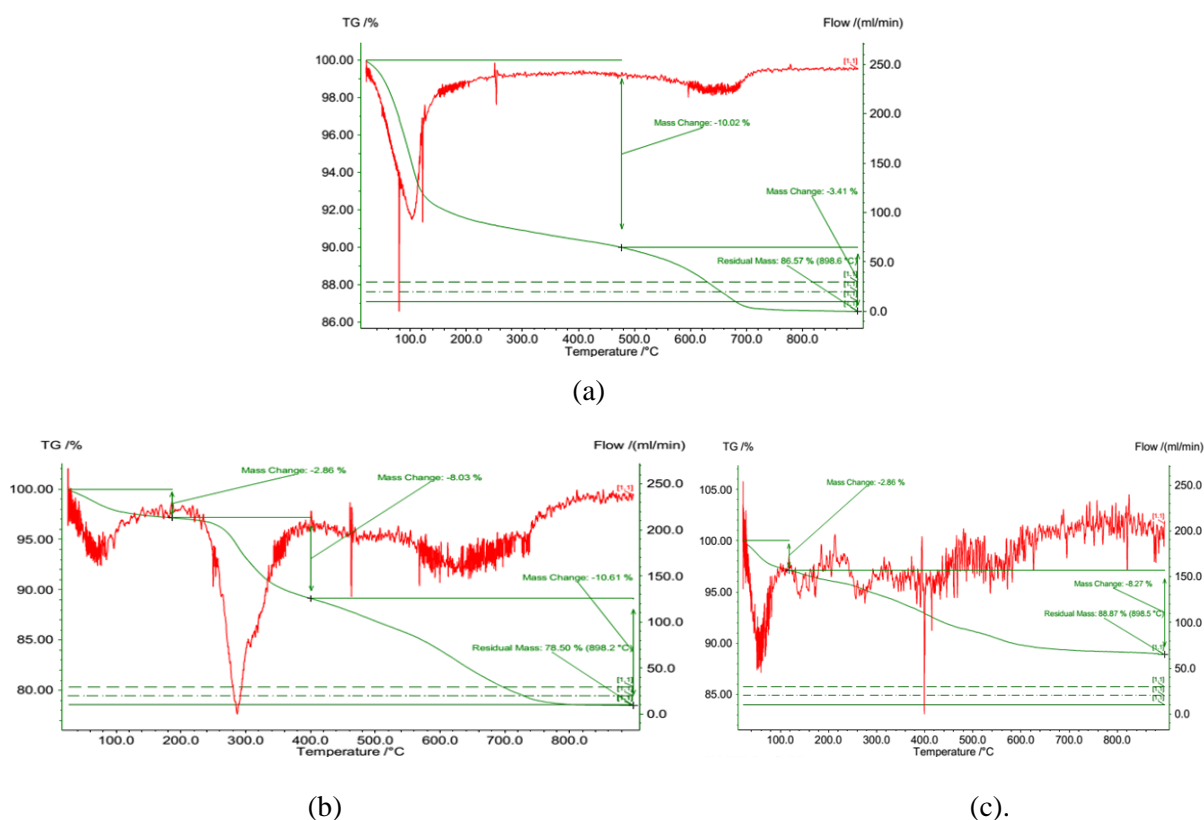 TG /%
Flow /(ml/min)
100.00
98.00
96.00
94.00
92.00
90.00
88.00
86.00
250.0
200.0
150.0
100.0
50.0
0.0
[1,1]
Mass Change: -10.02 %
Mass Change: -3.41 %
Residual Mass: 86.57 % (898.6 °C)
100.0 200.0 300.0 400.0 500.0 600.0 700.0 800.0
Temperature /°C
(a)
TG /%
Flow /(ml/min)
100.00
95.00
90.00
85.00
80.00
250.0
200.0
150.0
100.0
50.0
0.0
[1,1]
Mass Change: -2.86 %
Mass Change: -8.03 %
Mass Change: -10.61 %
Residual Mass: 78.50 % (898.2 °C)
100.0 200.0 300.0 400.0 500.0 600.0 700.0 800.0
Temperature /°C
(b)
TG /%
Flow /(ml/min)
105.00
100.00
95.00
90.00
85.00
250.0
200.0
150.0
100.0
50.0
0.0
[1,1]
Mass Change: -2.86 %
Mass Change: -8.27 %
Residual Mass: 88.87 % (898.5 °C)
[1,1]
100.0 200.0 300.0 400.0 500.0 600.0 700.0 800.0
Temperature /°C
(c).